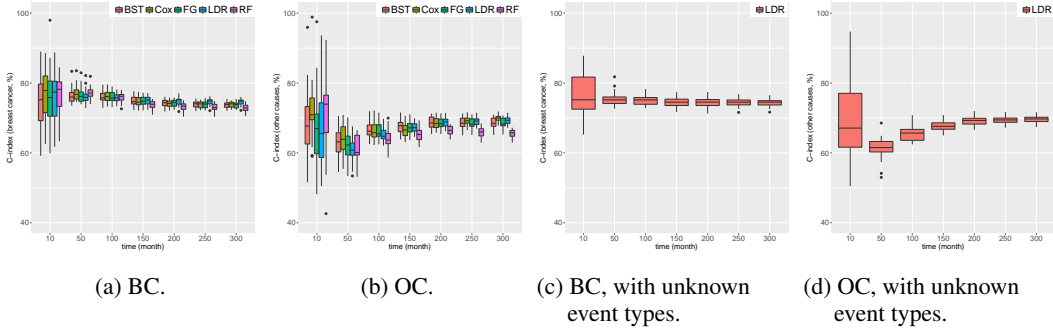 BST Cox FG LDR RF
C-index (breast cancer, %)
100
80
60
40
10 50 100 150 200 250 300
time (month)
(a) BC.
BST Cox FG LDR RF
C-index (other causes, %)
100
80
60
40
10 50 100 150 200 250 300
time (month)
(b) OC.
LDR
C-index (breast cancer, %)
100
80
60
40
10 50 100 150 200 250 300
time (month)
(c) BC, with unknown
event types.
LDR
C-index (other causes, %)
100
80
60
40
10 50 100 150 200 250 300
time (month)
(d) OC, with unknown
event types.